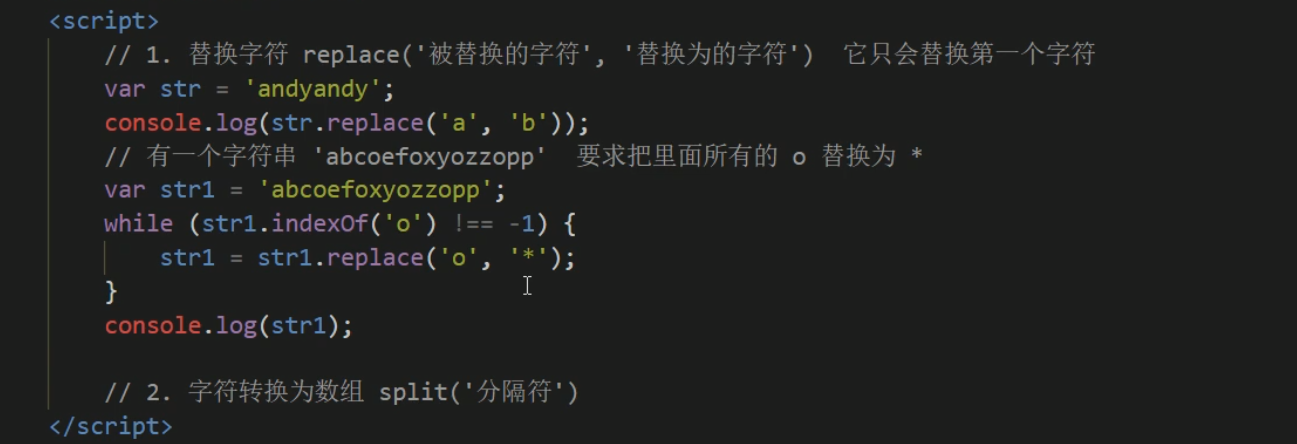 <script>
// 1. 替换字符 replace('被替换的字符', '替换为的字符')  它只会替换第一个字符
var str = 'andyandy';
console.log(str.replace('a', 'b'));
// 有一个字符串 'abcoefoxyozzopp'  要求把里面所有的 o 替换为 *
var str1 = 'abcoefoxyozzopp';
while (str1.indexOf('o') !== -1) {
str1 = str1.replace('o', '*');
}
console.log(str1);
// 2. 字符转换为数组 split('分隔符')
</script>